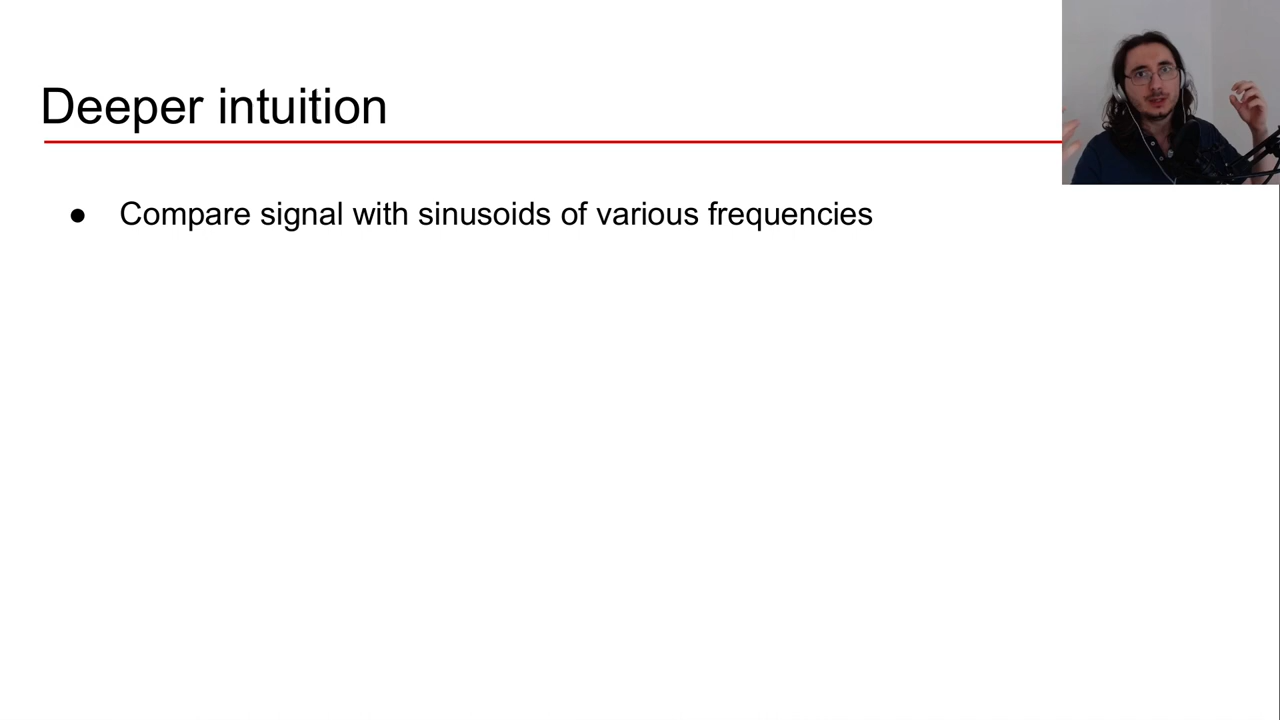 Deeper intuition
● Compare signal with sinusoids of various frequencies